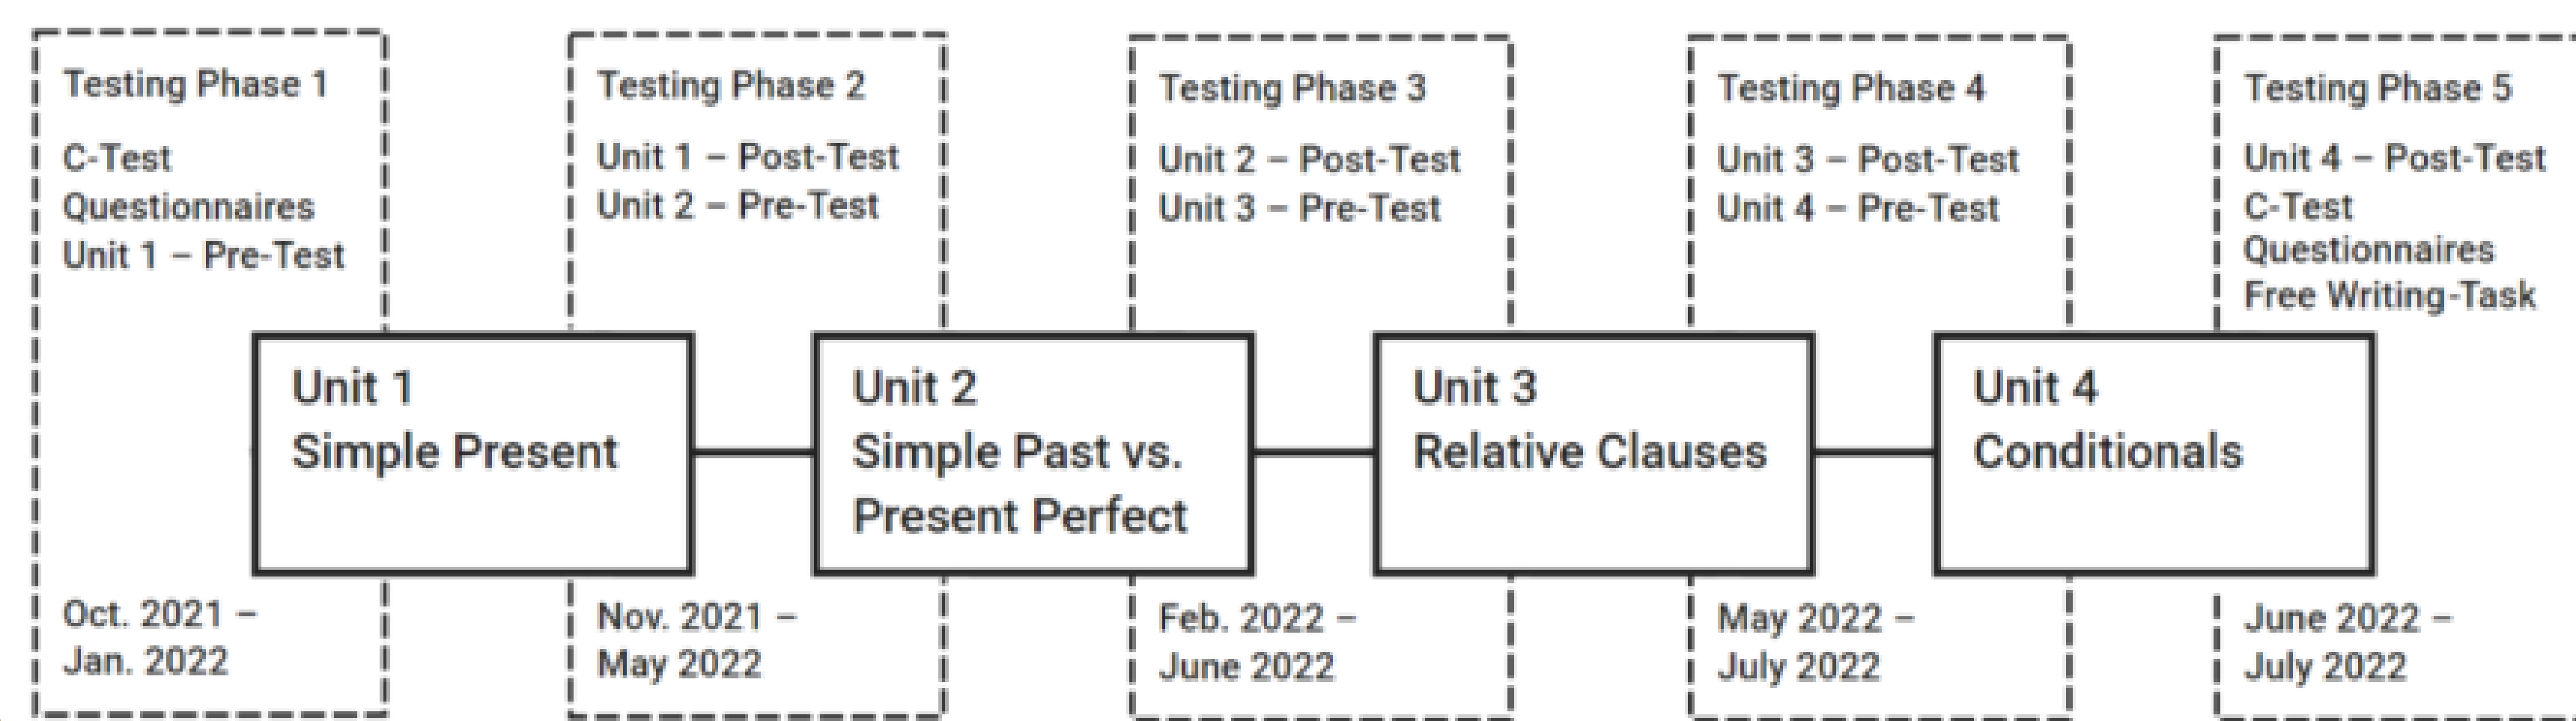 Testing Phase 1
C-Test
Questionnaires
Unit 1 – Pre-Test
Testing Phase 2
Unit 1 – Post-Test
Unit 2 – Pre-Test
Testing Phase 3
Unit 2 – Post-Test
Unit 3 – Pre-Test
Testing Phase 4
Unit 3 – Post-Test
Unit 4 – Pre-Test
Testing Phase 5
Unit 4 – Post-Test
C-Test
Questionnaires
Free Writing-Task
Unit 1
Simple Present
Unit 2
Simple Past vs.
Present Perfect
Unit 3
Relative Clauses
Unit 4
Conditionals
Oct. 2021 –
Jan. 2022
Nov. 2021 –
May 2022
Feb. 2022 –
June 2022
May 2022 –
July 2022
June 2022 –
July 2022